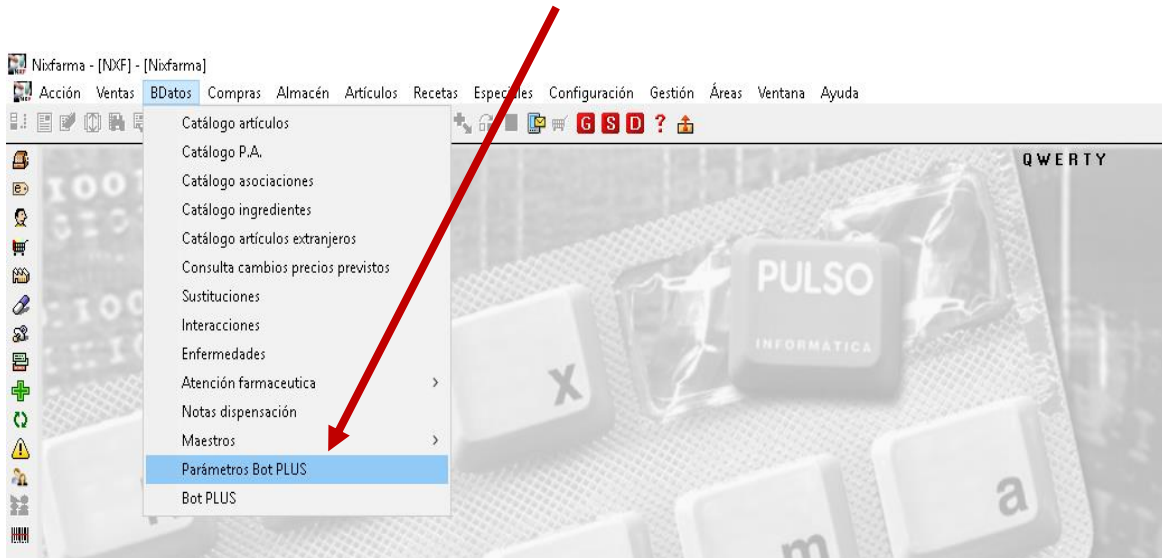 Nixfarma - [NXF] - [Nixfarma]
Acción Ventas BDatos Compras Almacén Artículos Recetas Especiales Configuración Gestión Áreas Ventana Ayuda
G S D ?
Catálogo artículos
Catálogo P.A.
Catálogo asociaciones
Catálogo ingredientes
Catálogo artículos extranjeros
Consulta cambios precios previstos
Sustituciones
Interacciones
Enfermedades
Atención farmaceutica >
Notas dispensación
Maestros >
Parámetros Bot PLUS
Bot PLUS
QWERTY
PULSO
INFORMÁTICA
x
a
m